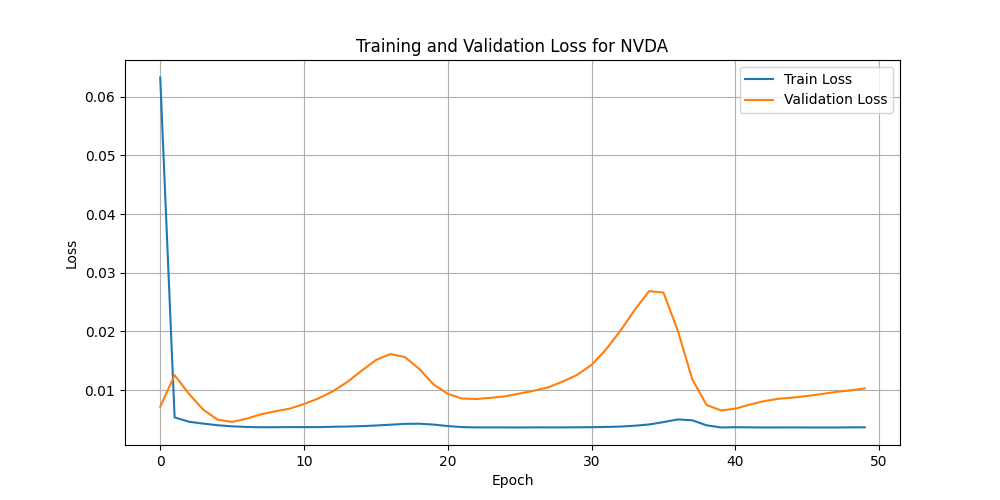 Training and Validation Loss for NVDA
Train Loss
Validation Loss
Loss
0.06
0.05
0.04
0.03
0.02
0.01
0 10 20 30 40 50
Epoch